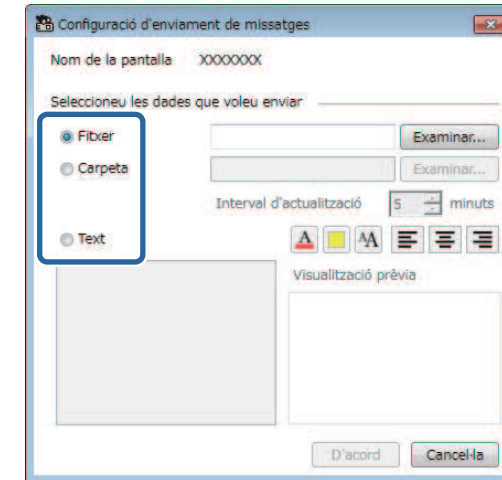 Configuració d'enviament de missatges
Nom de la pantalla XXXXXXX
Seleccioneu les dades que voleu enviar
Fitxer Examinar...
Carpeta Examinar...
Interval d'actualització 5 minuts
Text A AA
Visualització prèvia
D'acord Cancel·la